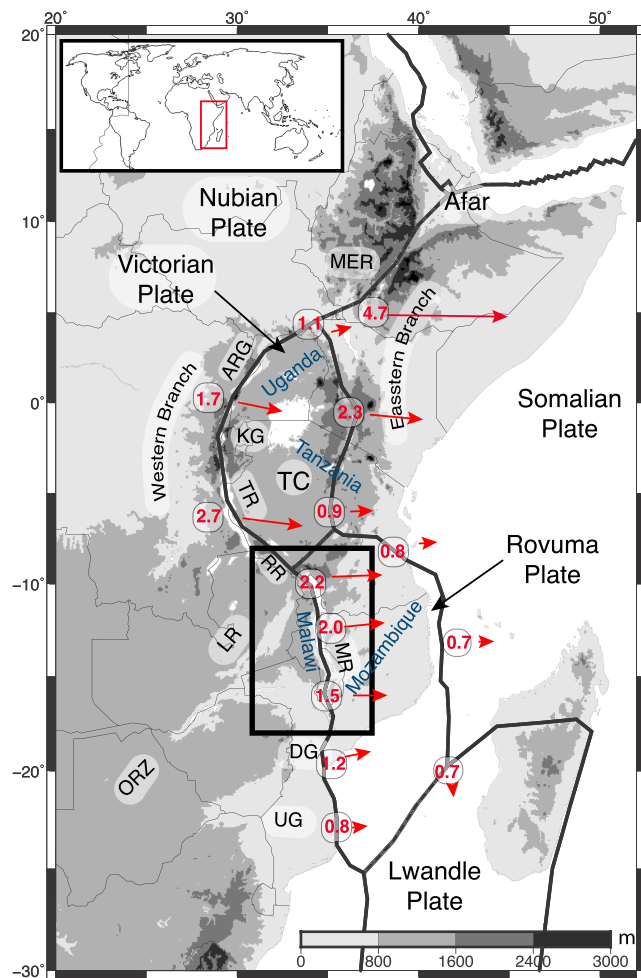 20° 30° 40° 50°
20°
Nubian
Plate
Afar
10°
MER
Victorian
Plate
4.7
1.1
Easstern Branch
ARG
Uganda
Western Branch
1.7
0°
2.3
Somalian
Plate
KG
Tanzania
TC
TR
2.7
0.9
0.8
Rovuma
Plate
RR
−10°
2.2
2.0
LR
Malawi
MR
Mozambique
0.7
1.5
DG
1.2
−20°
ORZ
0.7
UG
0.8
Lwandle
Plate
m
0 800 1600 2400 3000
−30°